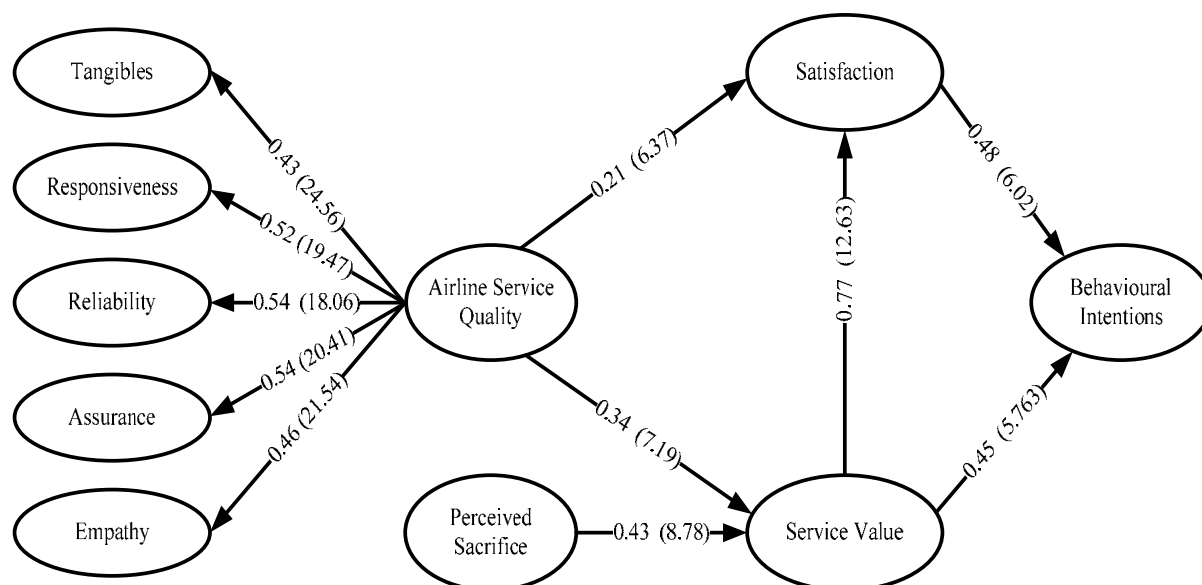 Tangibles
Satisfaction
0.43 (24.56)
0.21 (6.37)
0.48 (6.02)
Responsiveness
0.52 (19.47)
0.77 (12.63)
Reliability
0.54 (18.06)
Airline Service
Quality
Behavioural
Intentions
0.54 (20.41)
Assurance
0.46 (21.54)
0.34 (7.19)
0.45 (5.763)
Empathy
Perceived
Sacrifice
0.43 (8.78)
Service Value